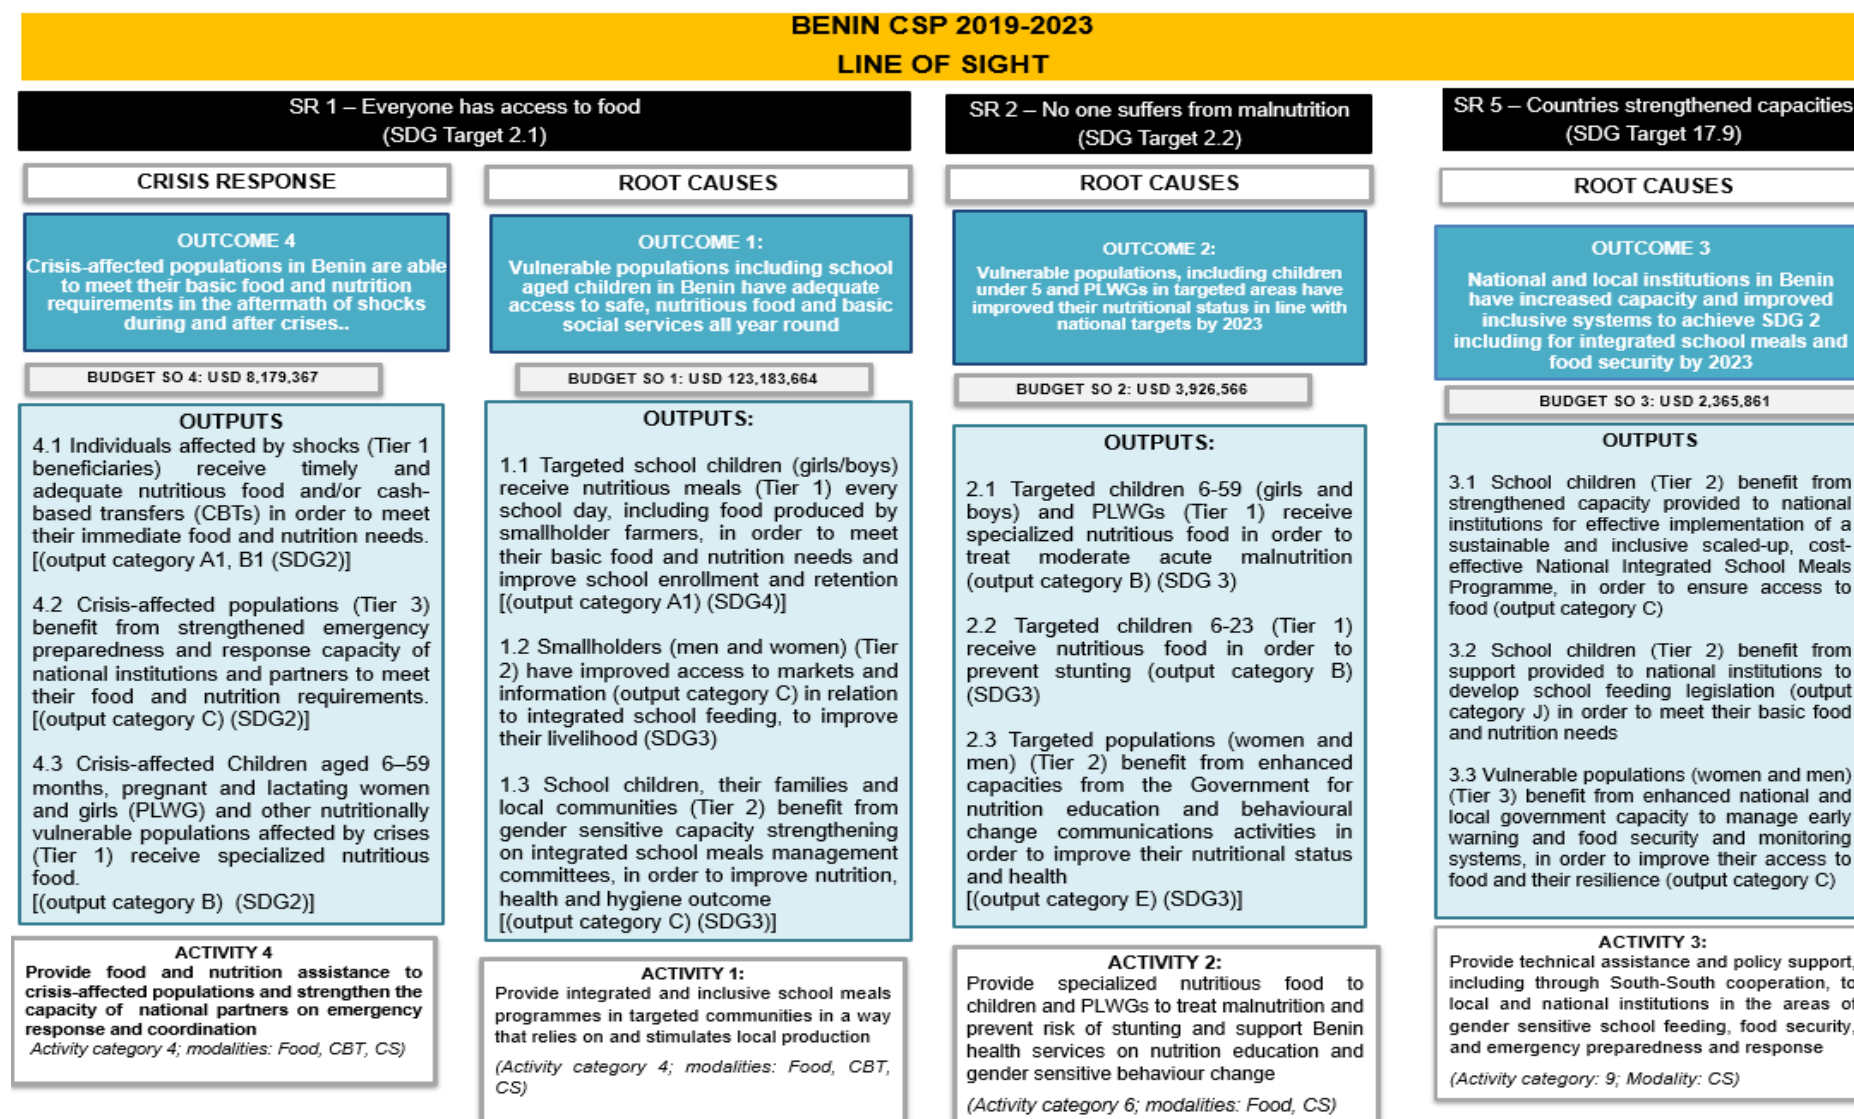 BENIN CSP 2019-2023
LINE OF SIGHT
SR 1 – Everyone has access to food
(SDG Target 2.1)
CRISIS RESPONSE
OUTCOME 4
Crisis-affected populations in Benin are able
to meet their basic food and nutrition
requirements in the aftermath of shocks
during and after crises..
BUDGET SO 4: USD 8,179,367
OUTPUTS
4.1 Individuals affected by shocks (Tier 1
beneficiaries) receive timely and
adequate nutritious food and/or cash-
based transfers (CBTs) in order to meet
their immediate food and nutrition needs.
[(output category A1, B1 (SDG2)]
4.2 Crisis-affected populations (Tier 3)
benefit from strengthened emergency
preparedness and response capacity of
national institutions and partners to meet
their food and nutrition requirements.
[(output category C) (SDG2)]
4.3 Crisis-affected Children aged 6–59
months, pregnant and lactating women
and girls (PLWG) and other nutritionally
vulnerable populations affected by crises
(Tier 1) receive specialized nutritious
food.
[(output category B) (SDG2)]
ACTIVITY 4
Provide food and nutrition assistance to
crisis-affected populations and strengthen the
capacity of national partners on emergency
response and coordination
Activity category 4; modalities: Food, CBT, CS)
ROOT CAUSES
OUTCOME 1:
Vulnerable populations including school
aged children in Benin have adequate
access to safe, nutritious food and basic
social services all year round
BUDGET SO 1: USD 123,183,664
OUTPUTS:
1.1 Targeted school children (girls/boys)
receive nutritious meals (Tier 1) every
school day, including food produced by
smallholder farmers, in order to meet
their basic food and nutrition needs and
improve school enrollment and retention
[(output category A1) (SDG4)]
1.2 Smallholders (men and women) (Tier
2) have improved access to markets and
information (output category C) in relation
to integrated school feeding, to improve
their livelihood (SDG3)
1.3 School children, their families and
local communities (Tier 2) benefit from
gender sensitive capacity strengthening
on integrated school meals management
committees, in order to improve nutrition,
health and hygiene outcome
[(output category C) (SDG3)]
ACTIVITY 1:
Provide integrated and inclusive school meals
programmes in targeted communities in a way
that relies on and stimulates local production
(Activity category 4; modalities: Food, CBT,
CS)
SR 2 – No one suffers from malnutrition
(SDG Target 2.2)
ROOT CAUSES
OUTCOME 2:
Vulnerable populations, including children
under 5 and PLWGs in targeted areas have
improved their nutritional status in line with
national targets by 2023
BUDGET SO 2: USD 3,926,566
OUTPUTS:
2.1 Targeted children 6-59 (girls and
boys) and PLWGs (Tier 1) receive
specialized nutritious food in order to
treat moderate acute malnutrition
(output category B) (SDG 3)
2.2 Targeted children 6-23 (Tier 1)
receive nutritious food in order to
prevent stunting (output category B)
(SDG3)
2.3 Targeted populations (women and
men) (Tier 2) benefit from enhanced
capacities from the Government for
nutrition education and behavioural
change communications activities in
order to improve their nutritional status
and health
[(output category E) (SDG3)]
ACTIVITY 2:
Provide specialized nutritious food to
children and PLWGs to treat malnutrition and
prevent risk of stunting and support Benin
health services on nutrition education and
gender sensitive behaviour change
(Activity category 6; modalities: Food, CS)
SR 5 – Countries strengthened capacities
(SDG Target 17.9)
ROOT CAUSES
OUTCOME 3
National and local institutions in Benin
have increased capacity and improved
inclusive systems to achieve SDG 2
including for integrated school meals and
food security by 2023
BUDGET SO 3: USD 2,365,861
OUTPUTS
3.1 School children (Tier 2) benefit from
strengthened capacity provided to national
institutions for effective implementation of a
sustainable and inclusive scaled-up, cost-
effective National Integrated School Meals
Programme, in order to ensure access to
food (output category C)
3.2 School children (Tier 2) benefit from
support provided to national institutions to
develop school feeding legislation (output
category J) in order to meet their basic food
and nutrition needs
3.3 Vulnerable populations (women and men)
(Tier 3) benefit from enhanced national and
local government capacity to manage early
warning and food security and monitoring
systems, in order to improve their access to
food and their resilience (output category C)
ACTIVITY 3:
Provide technical assistance and policy support,
including through South-South cooperation, to
local and national institutions in the areas of
gender sensitive school feeding, food security,
and emergency preparedness and response
(Activity category: 9; Modality: CS)